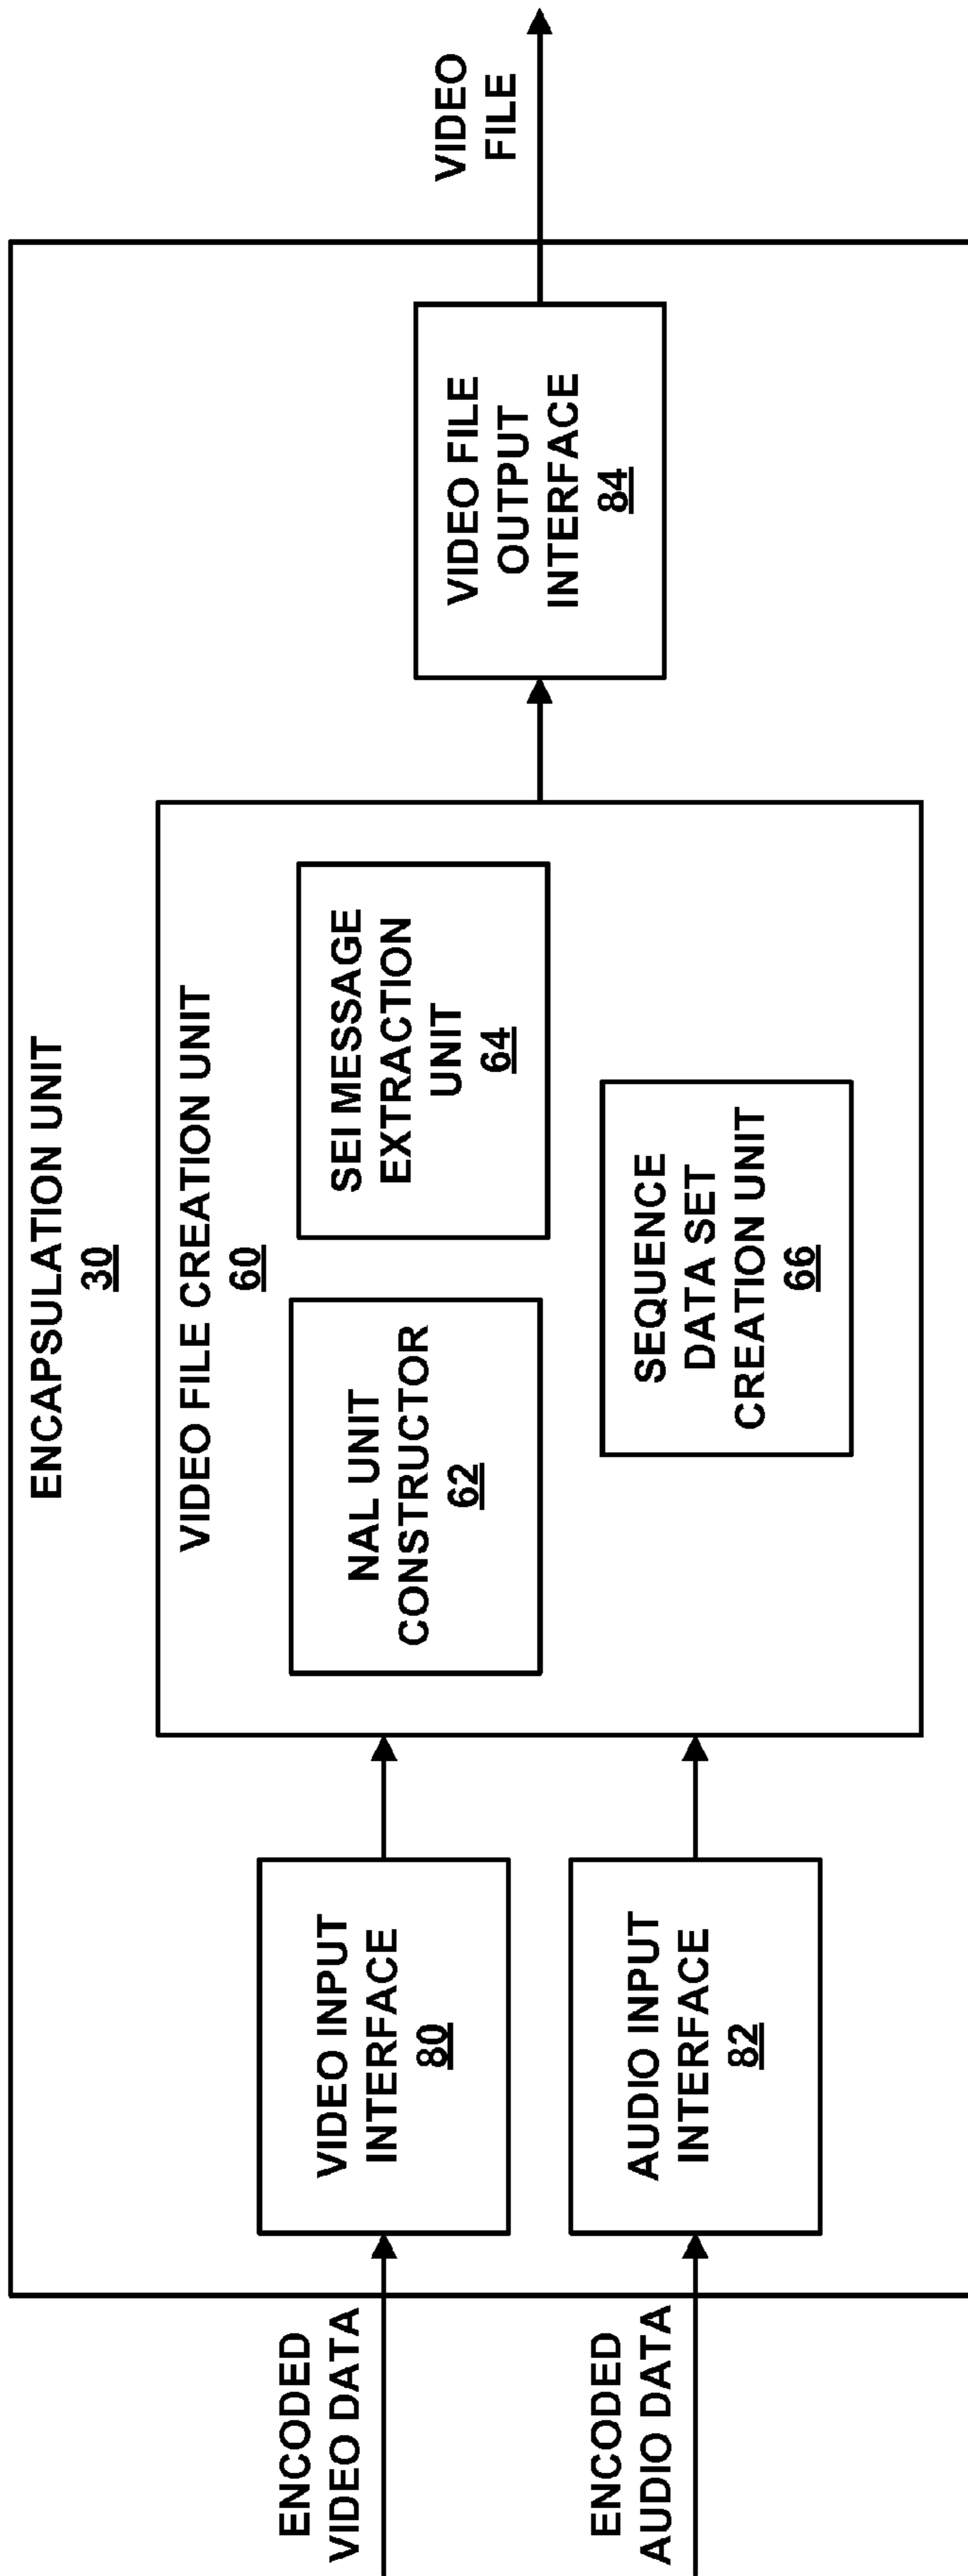 ENCAPSULATION UNIT
30
VIDEO FILE CREATION UNIT
60
ENCODED
VIDEO DATA
VIDEO INPUT
INTERFACE
80
ENCODED
AUDIO DATA
AUDIO INPUT
INTERFACE
82
NAL UNIT
CONSTRUCTOR
62
SEI MESSAGE
EXTRACTION
UNIT
64
SEQUENCE
DATA SET
CREATION UNIT
66
VIDEO FILE
OUTPUT
INTERFACE
84
VIDEO
FILE